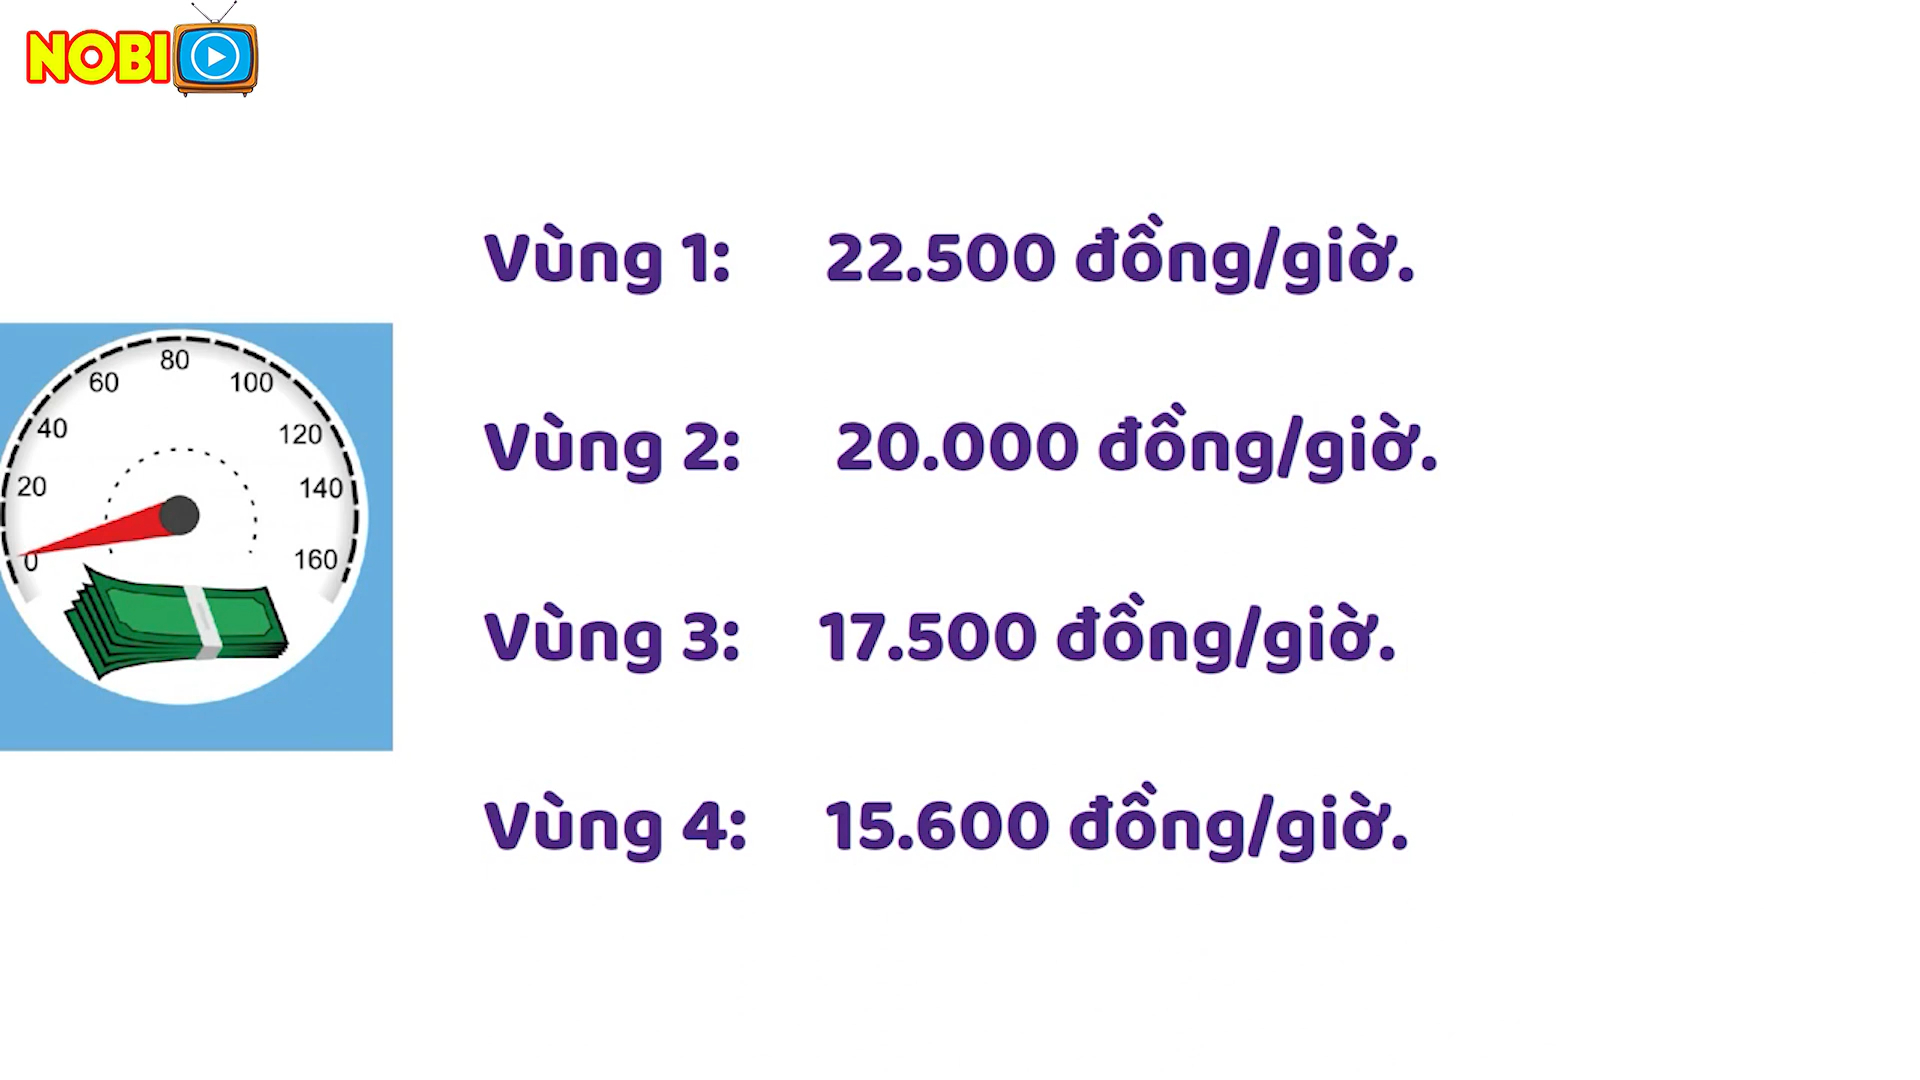 NOBI
Vùng 1: 22.500 đồng/giờ.
Vùng 2: 20.000 đồng/giờ.
Vùng 3: 17.500 đồng/giờ.
Vùng 4: 15.600 đồng/giờ.
0
20
40
60
80
100
120
140
160